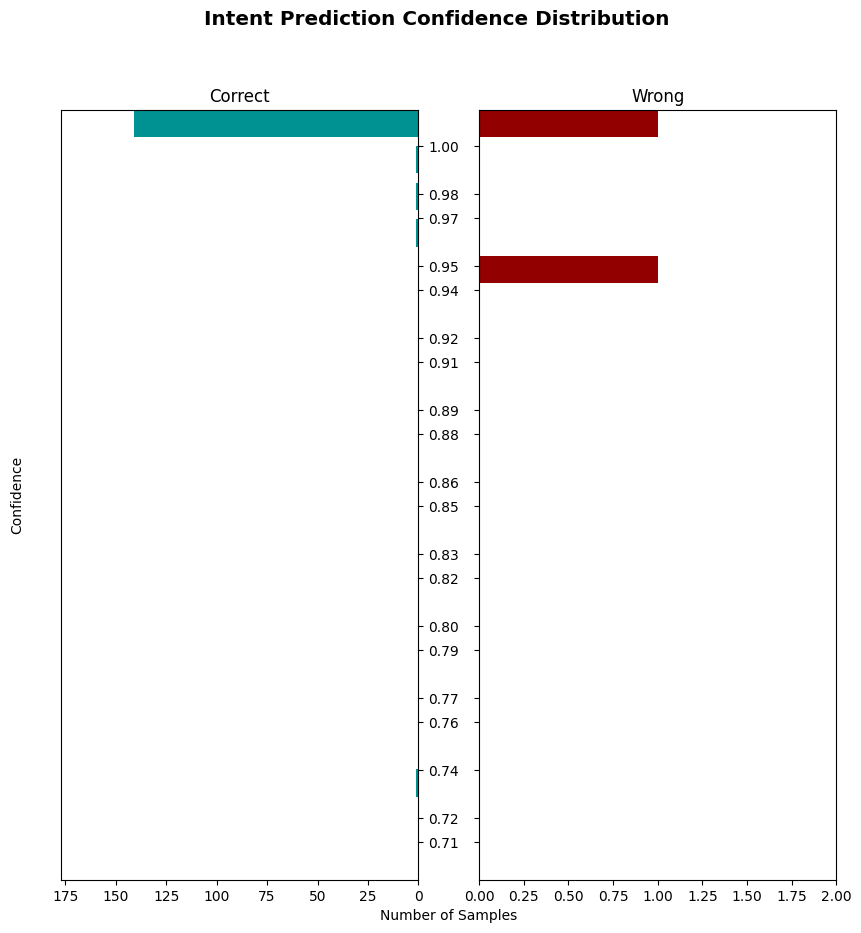 Intent Prediction Confidence Distribution
Correct
Wrong
1.00
0.98
0.97
0.95
0.94
0.92
0.91
0.89
0.88
0.86
0.85
0.83
0.82
0.80
0.79
0.77
0.76
0.74
0.72
0.71
Confidence
175 150 125 100 75 50 25 0
0.00 0.25 0.50 0.75 1.00 1.25 1.50 1.75 2.00
Number of Samples